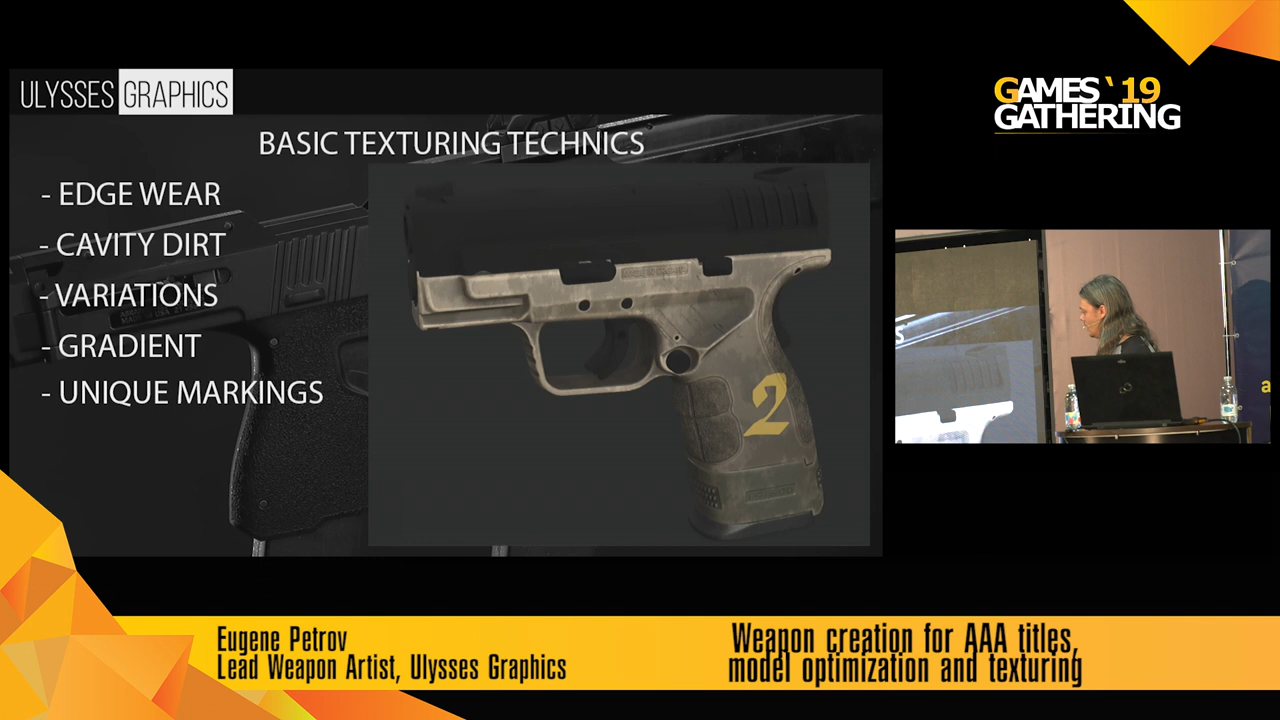 ULYSSES GRAPHICS
BASIC TEXTURING TECHNICS
- EDGE WEAR
- CAVITY DIRT
- VARIATIONS
- GRADIENT
- UNIQUE MARKINGS
2
GAMES `19
GATHERING
S
a
Eugene Petrov
Lead Weapon Artist, Ulysses Graphics
Weapon creation for AAA titles,
model optimization and texturing